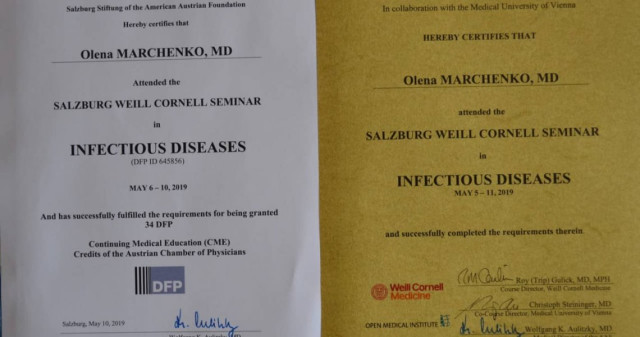 Salzburg Stiftung of the American Austrian Foundation
Hereby certifies that
Olena MARCHENKO, MD
Attended the
SALZBURG WEILL CORNELL SEMINAR
in
INFECTIOUS DISEASES
(DFP ID 645856)
MAY 6 – 10, 2019
And has successfully fulfilled the requirements for being granted
34 DFP
Continuing Medical Education (CME)
Credits of the Austrian Chamber of Physicians
DFP
Salzburg, May 10, 2019
In collaboration with the Medical University of Vienna
HEREBY CERTIFIES THAT
Olena MARCHENKO, MD
attended the
SALZBURG WEILL CORNELL SEMINAR
in
INFECTIOUS DISEASES
MAY 5 – 11, 2019
and successfully completed the requirements therein
Weill Cornell
Medicine
Roy (Trip) Gulick, MD, MPH
Course Director, Weill Cornell Medicine
Christoph Steininger, MD
Co-Course Director, Medical University of Vienna
OPEN MEDICAL INSTITUTE
Wolfgang K. Aulitzky, MD